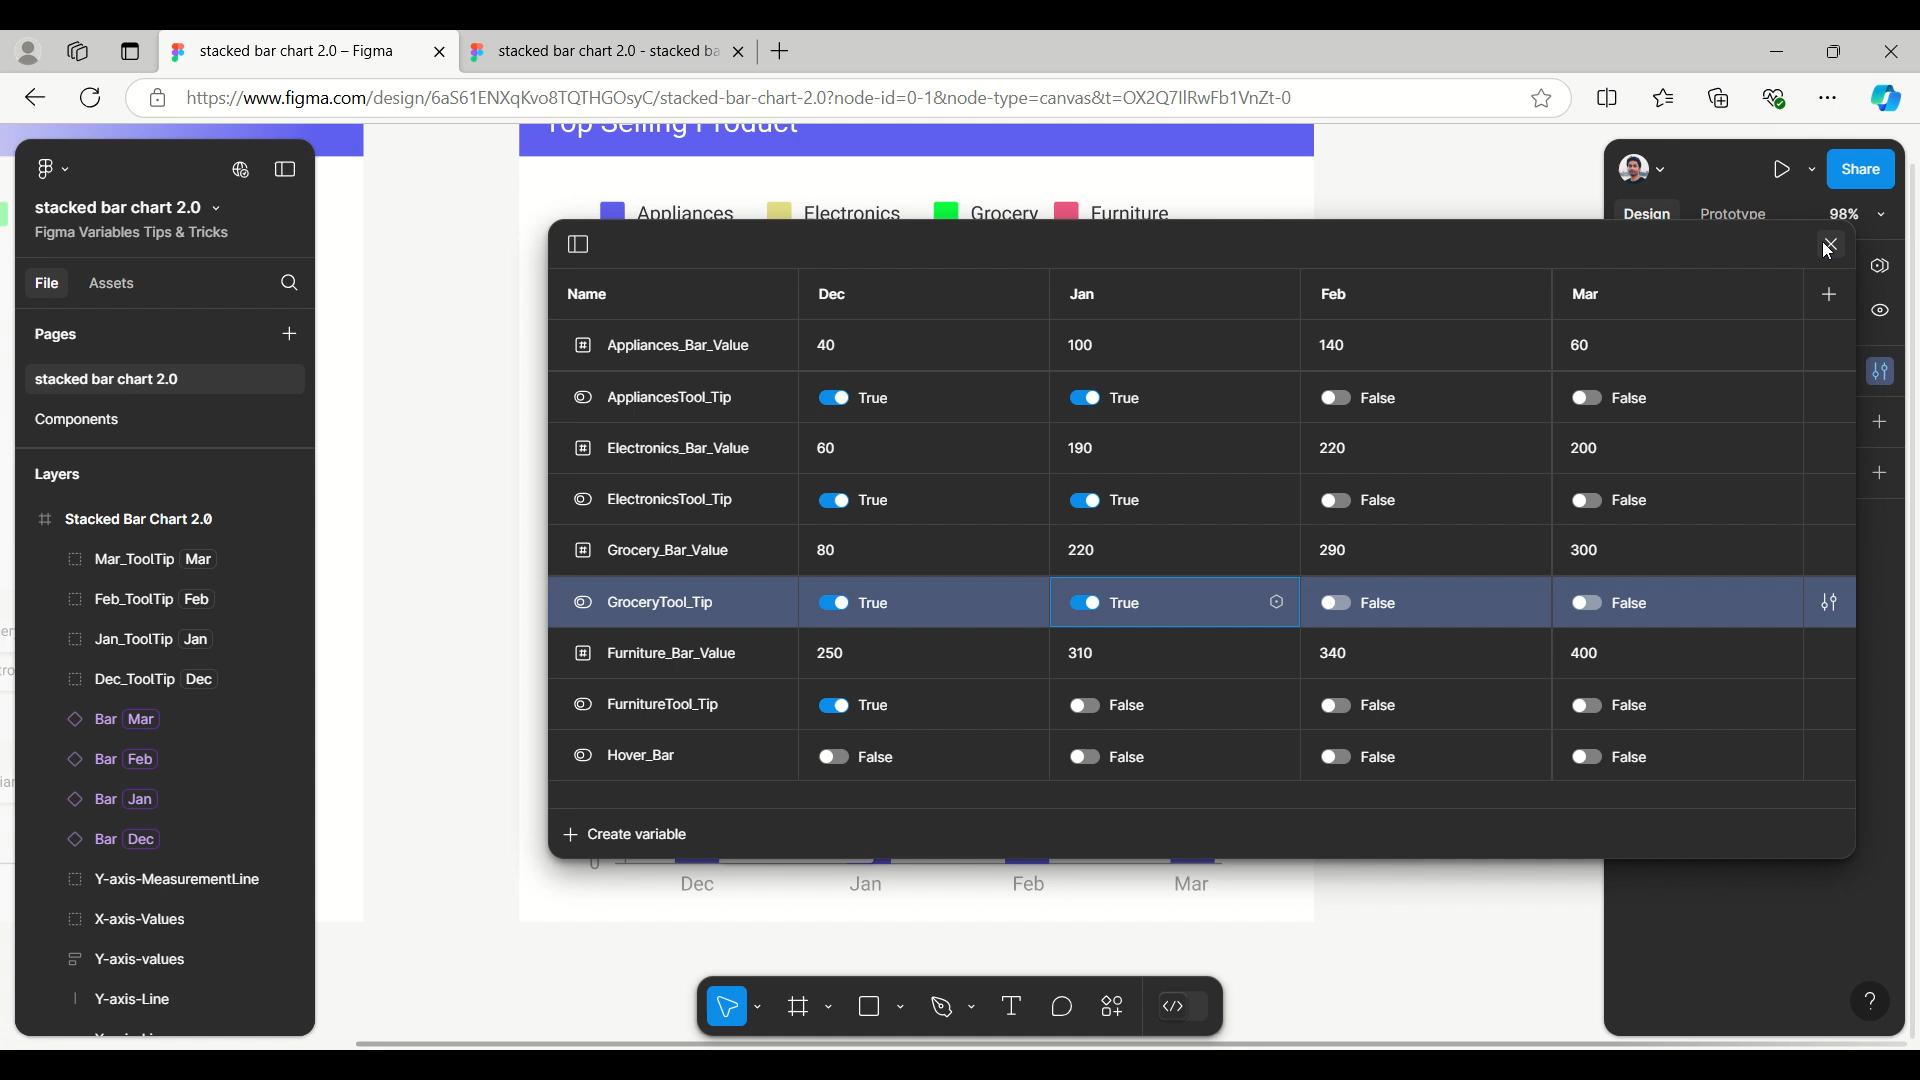 stacked bar chart 2.0 – Figma
stacked bar chart 2.0 - stacked ba
https://www.figma.com/design/6aS61ENXqKvo8TQTHGOsyC/stacked-bar-chart-2.0?node-id=0-1&node-type=canvas&t=OX2Q7IlRwFb1VnZt-0
Top Selling Product
Appliances Electronics Grocery Furniture
stacked bar chart 2.0
Figma Variables Tips & Tricks
File Assets
Pages
stacked bar chart 2.0
Components
Layers
Stacked Bar Chart 2.0
Mar_ToolTip Mar
Feb_ToolTip Feb
Jan_ToolTip Jan
Dec_ToolTip Dec
Bar Mar
Bar Feb
Bar Jan
Bar Dec
Y-axis-MeasurementLine
X-axis-Values
Y-axis-values
Y-axis-Line
Share
Design Prototype 98%
Name Dec Jan Feb Mar
Appliances_Bar_Value 40 100 140 60
AppliancesTool_Tip True True False False
Electronics_Bar_Value 60 190 220 200
ElectronicsTool_Tip True True False False
Grocery_Bar_Value 80 220 290 300
GroceryTool_Tip True True False False
Furniture_Bar_Value 250 310 340 400
FurnitureTool_Tip True False False False
Hover_Bar False False False False
Create variable
0
Dec Jan Feb Mar
?